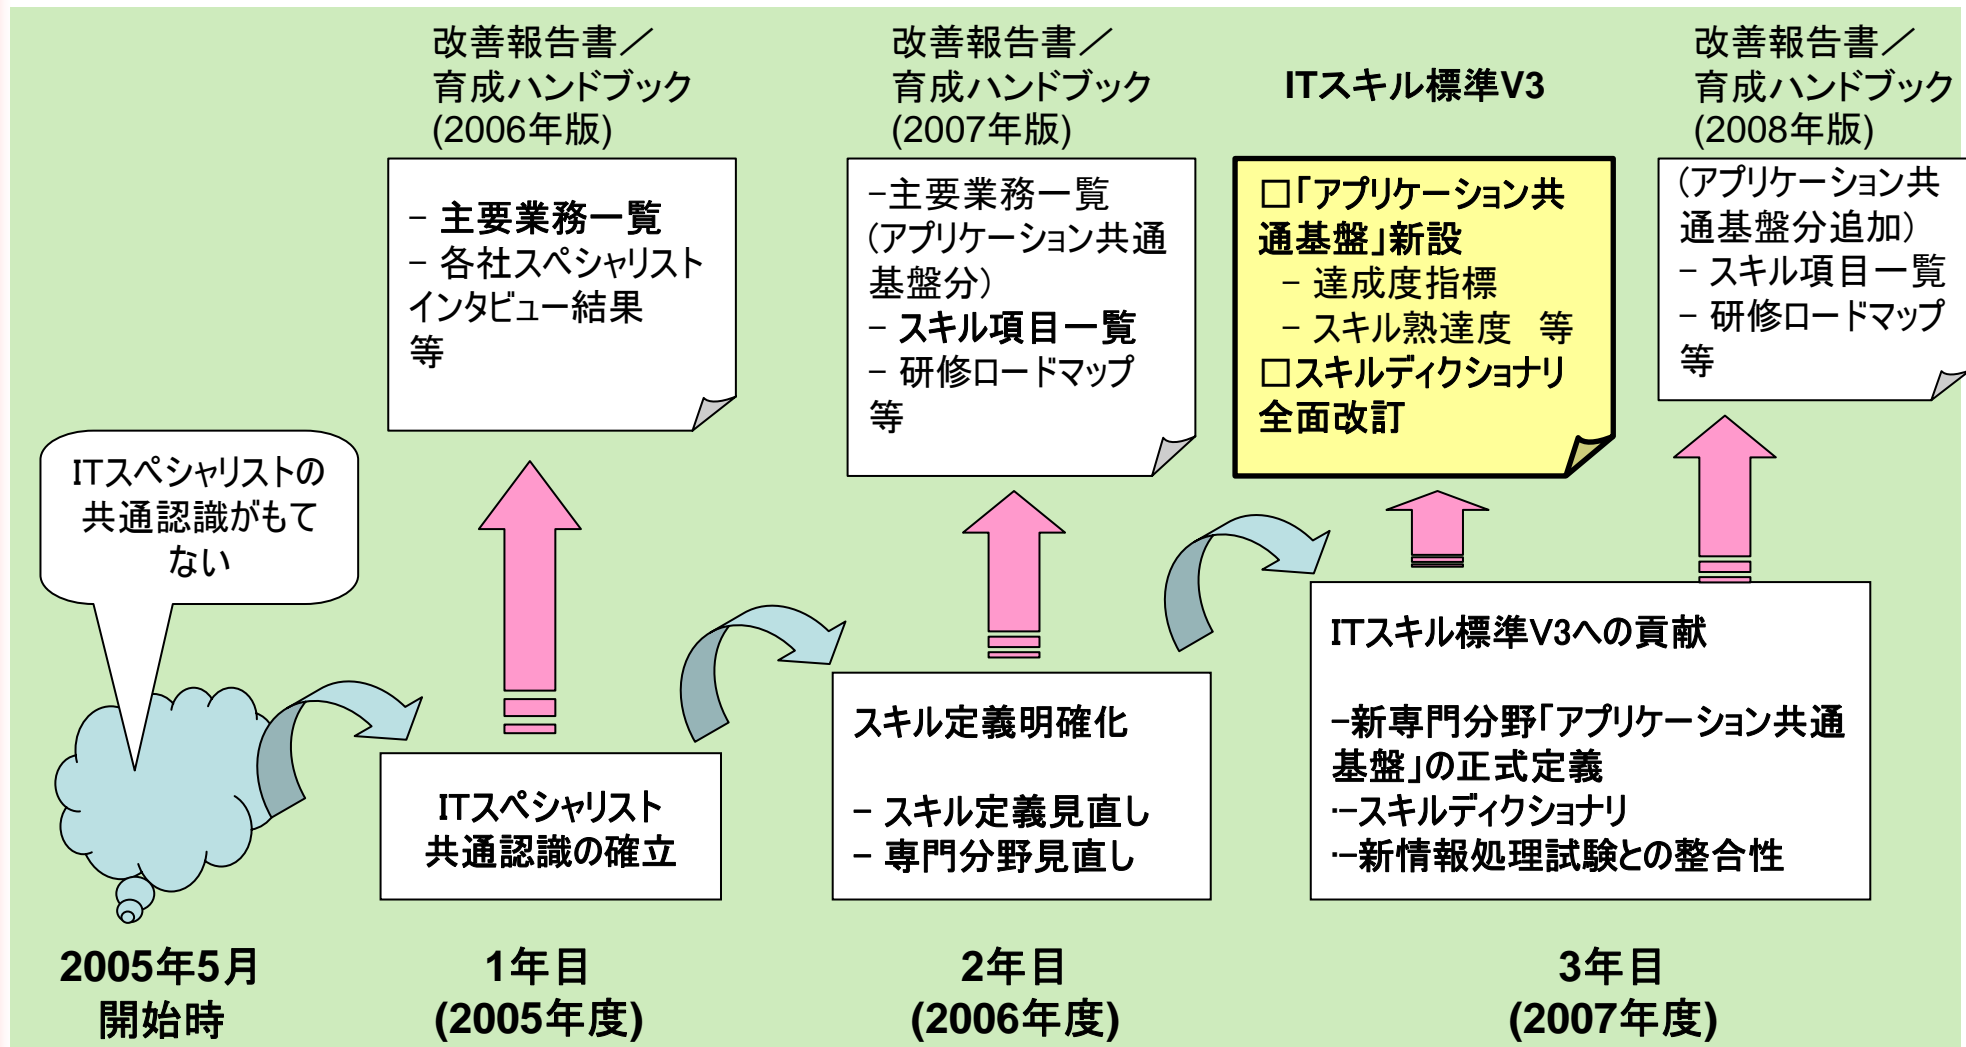 改善報告書／
育成ハンドブック
(2006年版)
改善報告書／
育成ハンドブック
(2007年版)
ITスキル標準V3
改善報告書／
育成ハンドブック
(2008年版)
− 主要業務一覧
− 各社スペシャリスト
インタビュー結果
等
−主要業務一覧
(アプリケーション共通
基盤分)
− スキル項目一覧
− 研修ロードマップ
等
□「アプリケーション共
通基盤」新設
− 達成度指標
− スキル熟達度　等
□スキルディクショナリ
全面改訂
(アプリケーション共
通基盤分追加)
− スキル項目一覧
− 研修ロードマップ
等
ITスペシャリストの
共通認識がもて
ない
ITスペシャリスト
共通認識の確立
スキル定義明確化
− スキル定義見直し
− 専門分野見直し
ITスキル標準V3への貢献
−新専門分野「アプリケーション共通
基盤」の正式定義
・−スキルディクショナリ
・−新情報処理試験との整合性
2005年5月
開始時
1年目
(2005年度)
2年目
(2006年度)
3年目
(2007年度)